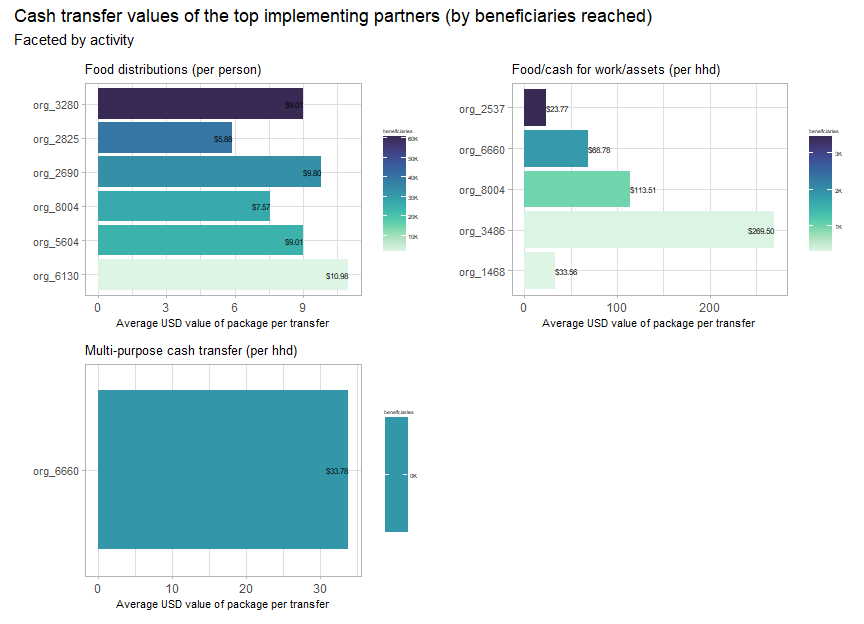 Cash transfer values of the top implementing partners (by beneficiaries reached)
Faceted by activity
Food distributions (per person)
org_3280
org_2825
org_2690
org_8004
org_5604
org_6130
$9.01
$5.88
$9.80
$7.57
$9.01
$10.98
0 3 6 9
Average USD value of package per transfer
beneficiaries
60K
50K
40K
30K
20K
10K
Food/cash for work/assets (per hhd)
org_2537
org_6660
org_8004
org_3486
org_1468
$23.77
$68.78
$113.51
$269.50
$33.56
0 100 200
Average USD value of package per transfer
beneficiaries
3K
2K
1K
Multi-purpose cash transfer (per hhd)
org_6660
$33.78
0 10 20 30
Average USD value of package per transfer
beneficiaries
0K